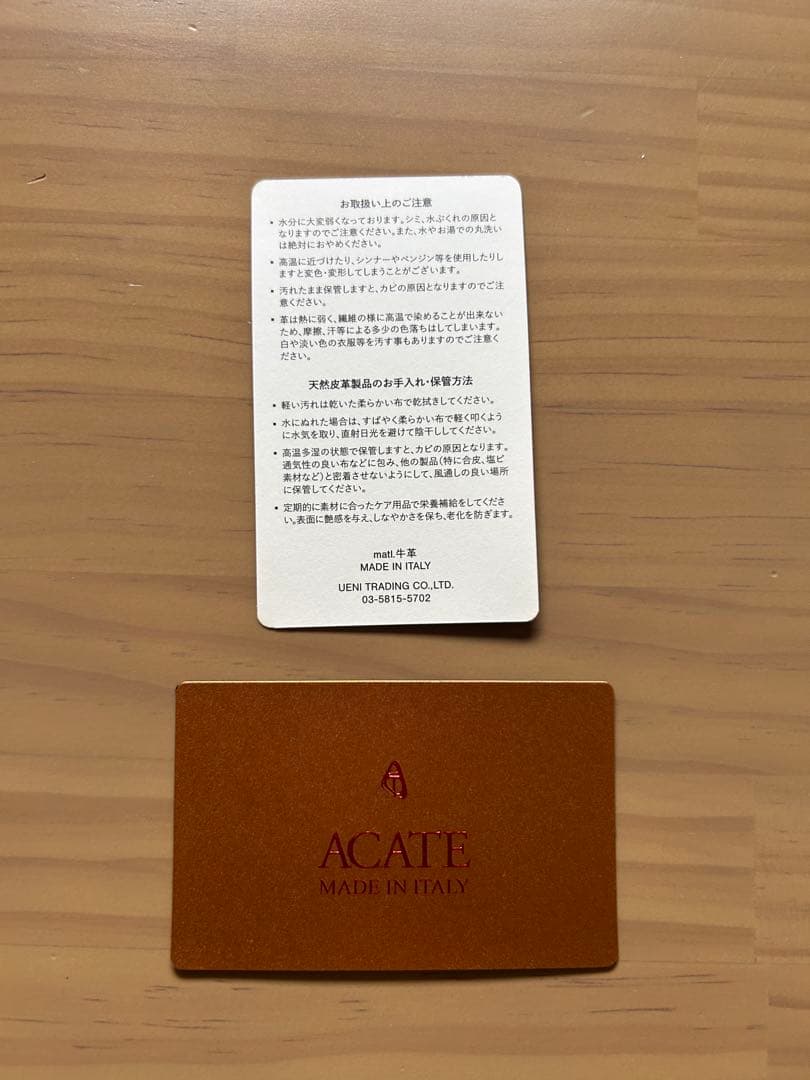 お取扱い上のご注意
• 水分に大変弱くなっております。シミ、水ぶくれの原因と
なりますのでご注意ください。また、水やお湯での丸洗い
は絶対におやめください。
• 高温に近づけたり、シンナーやベンジン等を使用したりし
ますと変色・変形してしまうことがございます。
• 汚れたまま保管しますと、カビの原因となりますのでご注
意ください。
• 革は熱に弱く、繊維の様に高温で染めることが出来ない
ため、摩擦、汗等による多少の色落ちはしてしまいます。
白や淡い色の衣服等を汚す事もありますのでご注意く
ださい。
天然皮革製品のお手入れ・保管方法
• 軽い汚れは乾いた柔らかい布で乾拭きしてください。
• 水にぬれた場合は、すばやく柔らかい布で軽く叩くよう
に水気を取り、直射日光を避けて陰干ししてください。
• 高温多湿の状態で保管しますと、カビの原因となります。
通気性の良い布などに包み、他の製品(特に合皮、塩ビ
素材など)と密着させないようにして、風通しの良い場所
に保管してください。
• 定期的に素材に合ったケア用品で栄養補給をしてくださ
い。表面に艶感を与え、しなやかさを保ち、老化を防ぎます。
matl.牛革
MADE IN ITALY
UENI TRADING CO.,LTD.
03-5815-5702
ACATE
MADE IN ITALY